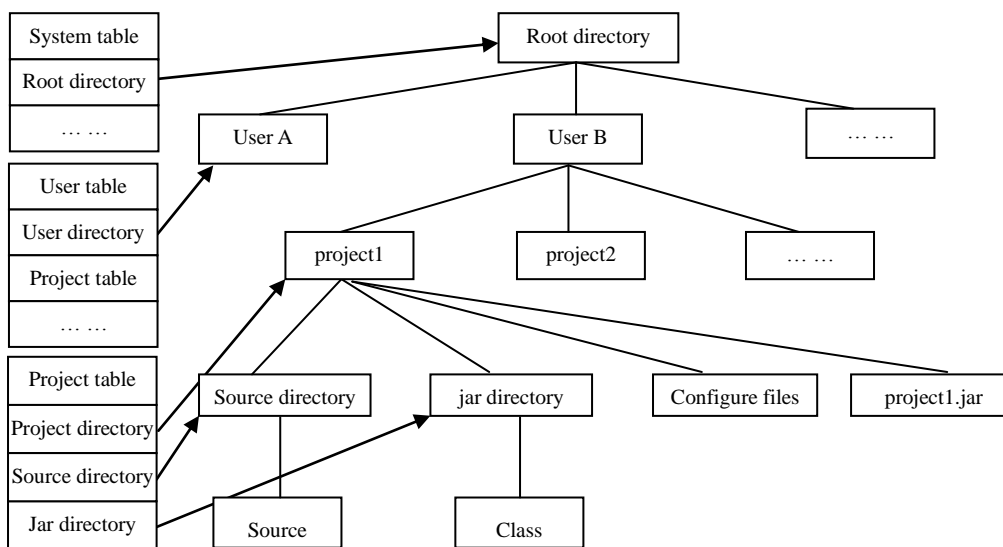 System table
Root directory
… …
User table
User directory
Project table
… …
Project table
Project directory
Source directory
Jar directory
Root directory
User A
User B
… …
project1
project2
… …
Source directory
jar directory
Configure files
project1.jar
Source
Class